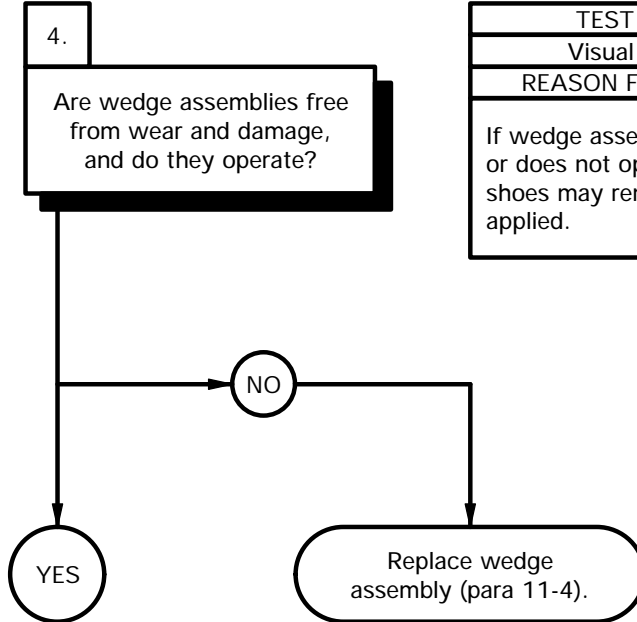 4.
Are wedge assemblies free
from wear and damage,
and do they operate?
TEST
Visual
REASON F
If wedge asse
or does not op
shoes may re
applied.
NO
YES
Replace wedge
assembly (para 11-4).